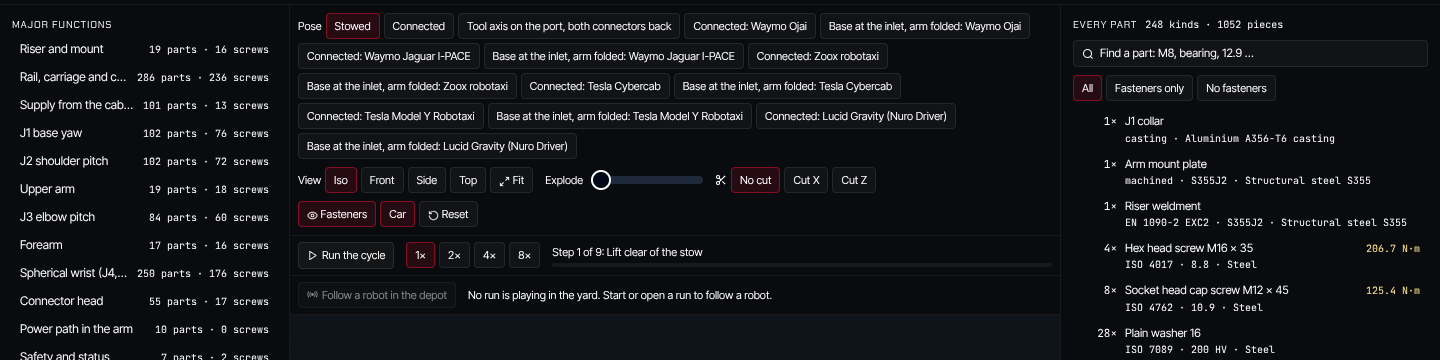 MAJOR FUNCTIONS
Riser and mount 19 parts · 16 screws
Rail, carriage and c... 286 parts · 236 screws
Supply from the cab... 101 parts · 13 screws
J1 base yaw 102 parts · 76 screws
J2 shoulder pitch 102 parts · 72 screws
Upper arm 19 parts · 18 screws
J3 elbow pitch 84 parts · 60 screws
Forearm 17 parts · 16 screws
Spherical wrist (J4,... 250 parts · 176 screws
Connector head 55 parts · 17 screws
Power path in the arm 10 parts · 0 screws
Safety and status 7 parts · 2 screws
Pose Stowed Connected Tool axis on the port, both connectors back Connected: Waymo Ojai Base at the inlet, arm folded: Waymo Ojai
Connected: Waymo Jaguar I-PACE Base at the inlet, arm folded: Waymo Jaguar I-PACE Connected: Zoox robotaxi
Base at the inlet, arm folded: Zoox robotaxi Connected: Tesla Cybercab Base at the inlet, arm folded: Tesla Cybercab
Connected: Tesla Model Y Robotaxi Base at the inlet, arm folded: Tesla Model Y Robotaxi Connected: Lucid Gravity (Nuro Driver)
Base at the inlet, arm folded: Lucid Gravity (Nuro Driver)
View Iso Front Side Top Fit Explode No cut Cut X Cut Z
Fasteners Car Reset
Run the cycle 1× 2× 4× 8× Step 1 of 9: Lift clear of the stow
Follow a robot in the depot No run is playing in the yard. Start or open a run to follow a robot.
EVERY PART 248 kinds · 1052 pieces
Find a part: M8, bearing, 12.9 ...
All Fasteners only No fasteners
1× J1 collar
casting · Aluminium A356-T6 casting
1× Arm mount plate
machined · S355J2 · Structural steel S355
1× Riser weldment
EN 1090-2 EXC2 · S355J2 · Structural steel S355
4× Hex head screw M16 × 35 206.7 N·m
ISO 4017 · 8.8 · Steel
8× Socket head cap screw M12 × 45 125.4 N·m
ISO 4762 · 10.9 · Steel
28× Plain washer 16
ISO 7089 · 200 HV · Steel